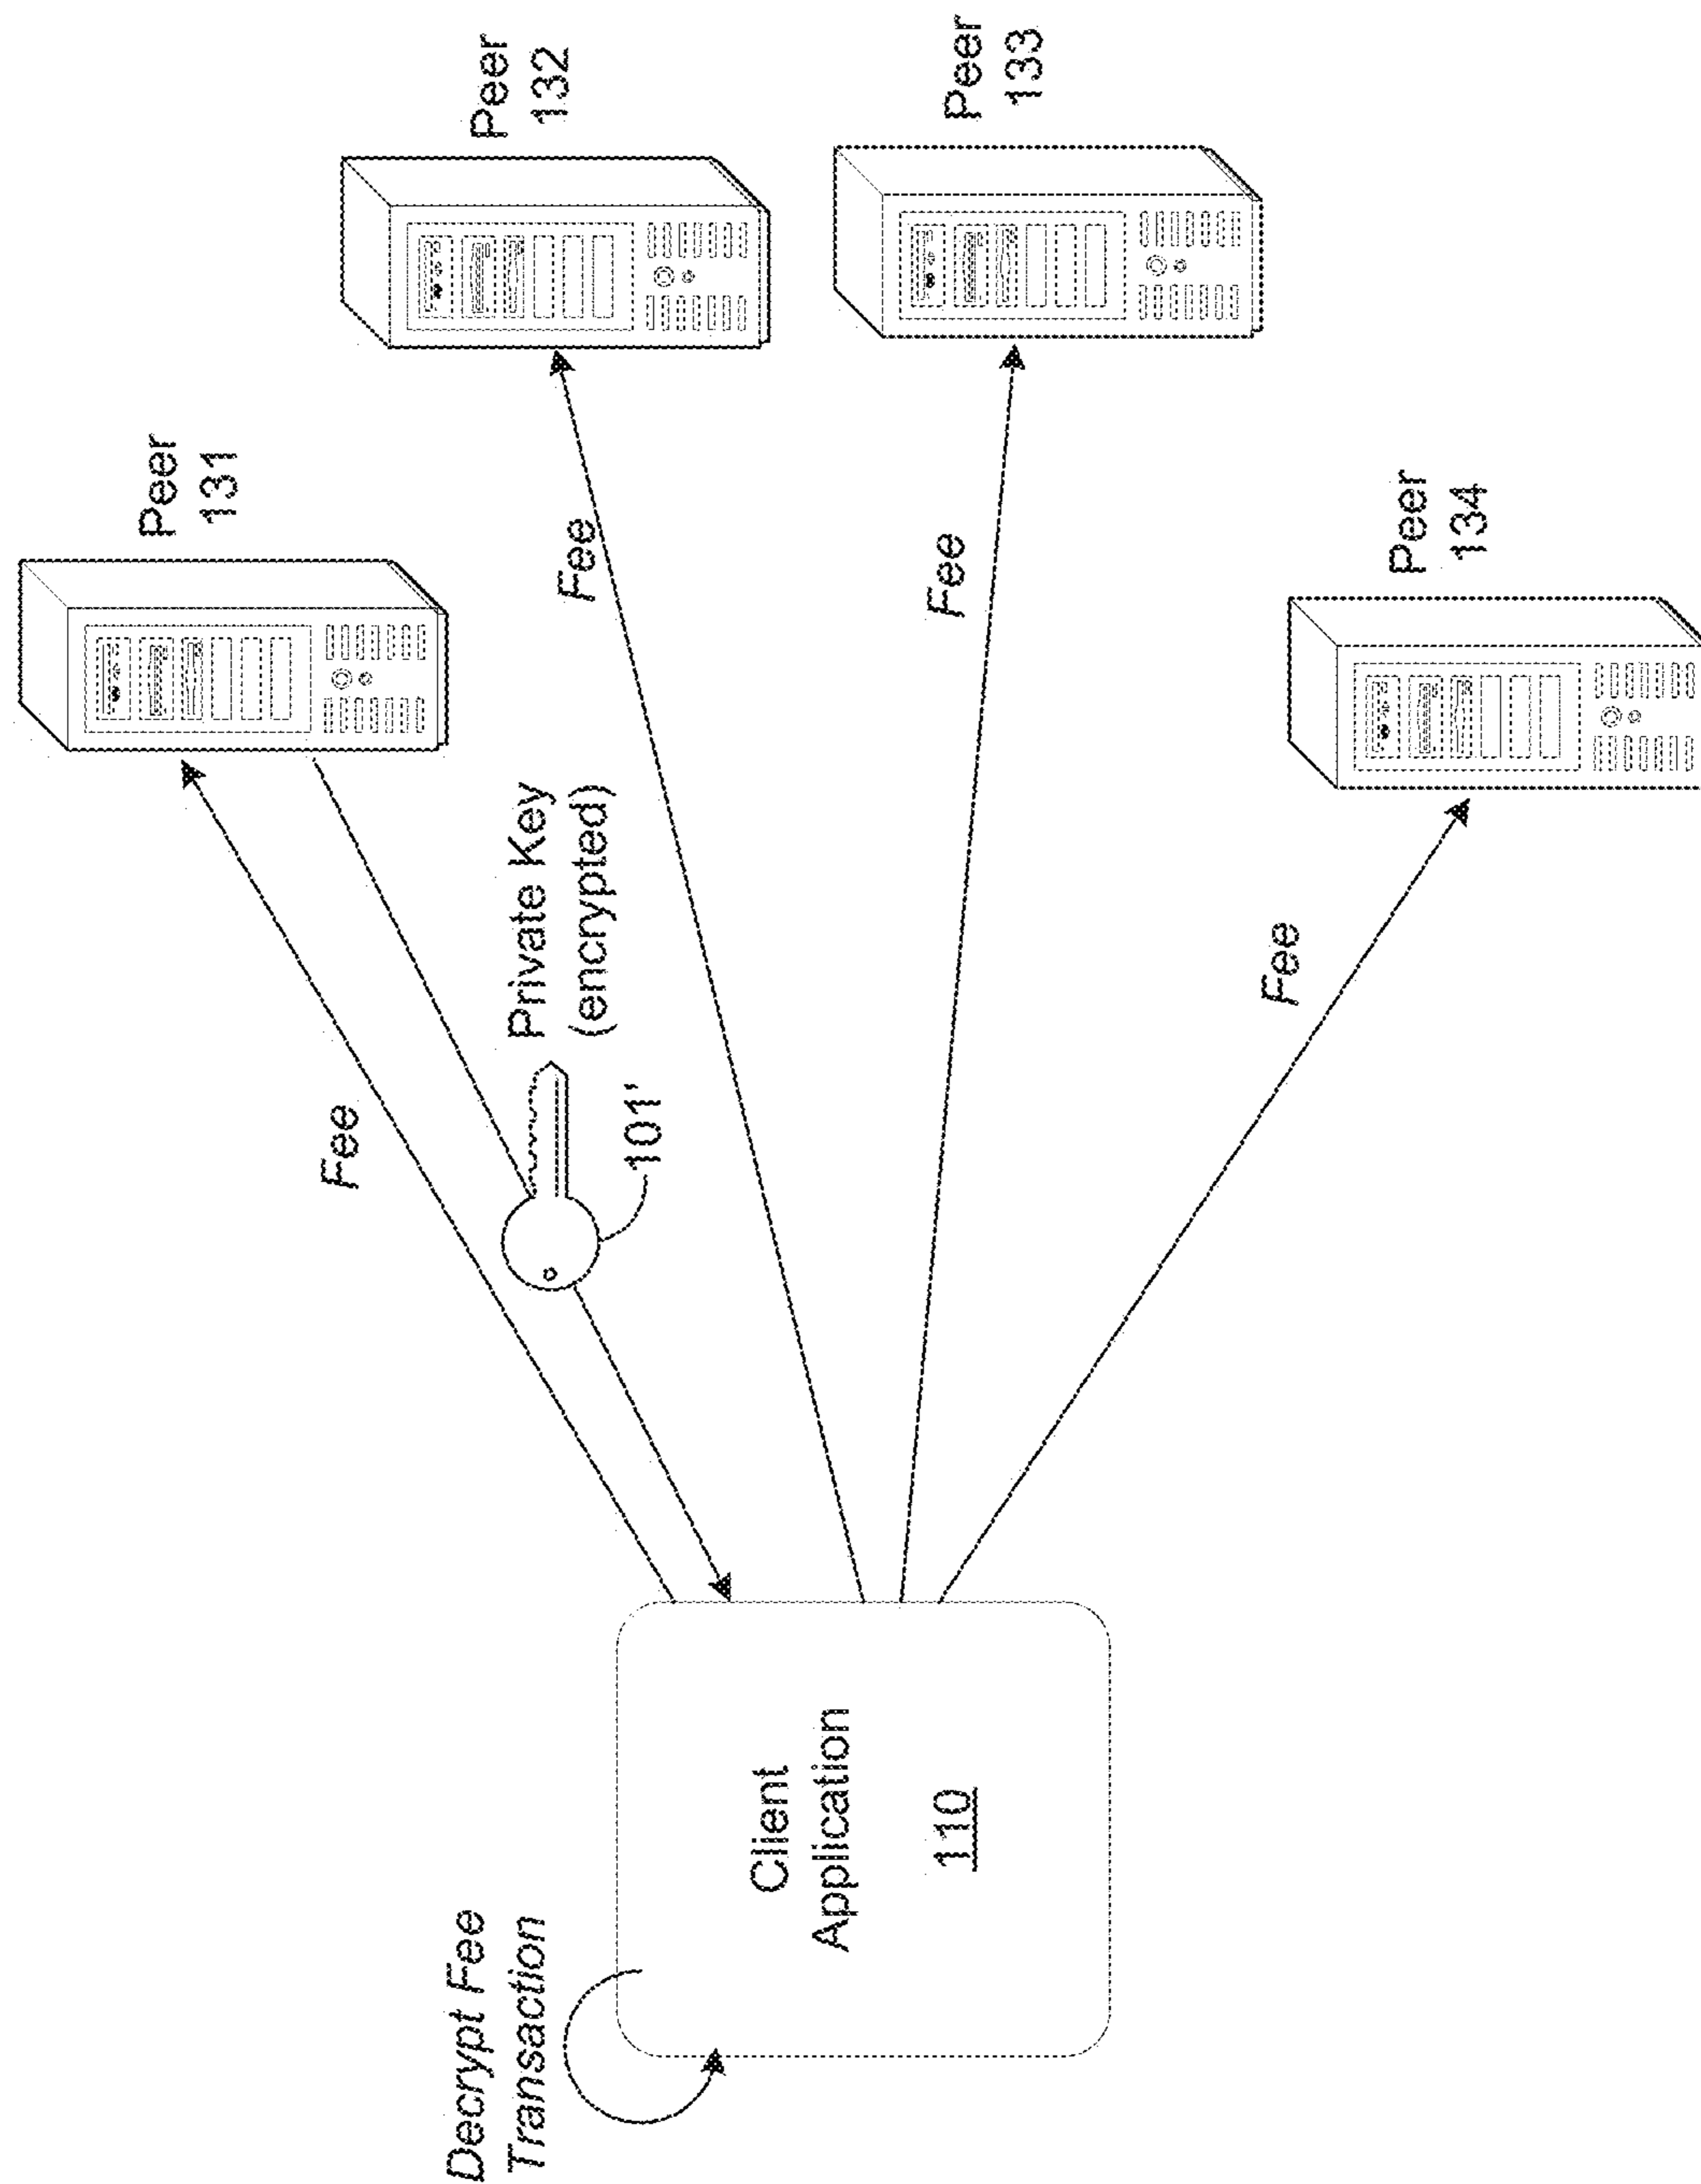 Decrypt Fee
Transaction
Client
Application
110
Fee
Private Key
(encrypted)
101'
Fee
Fee
Fee
Peer
131
Peer
132
Peer
133
Peer
134